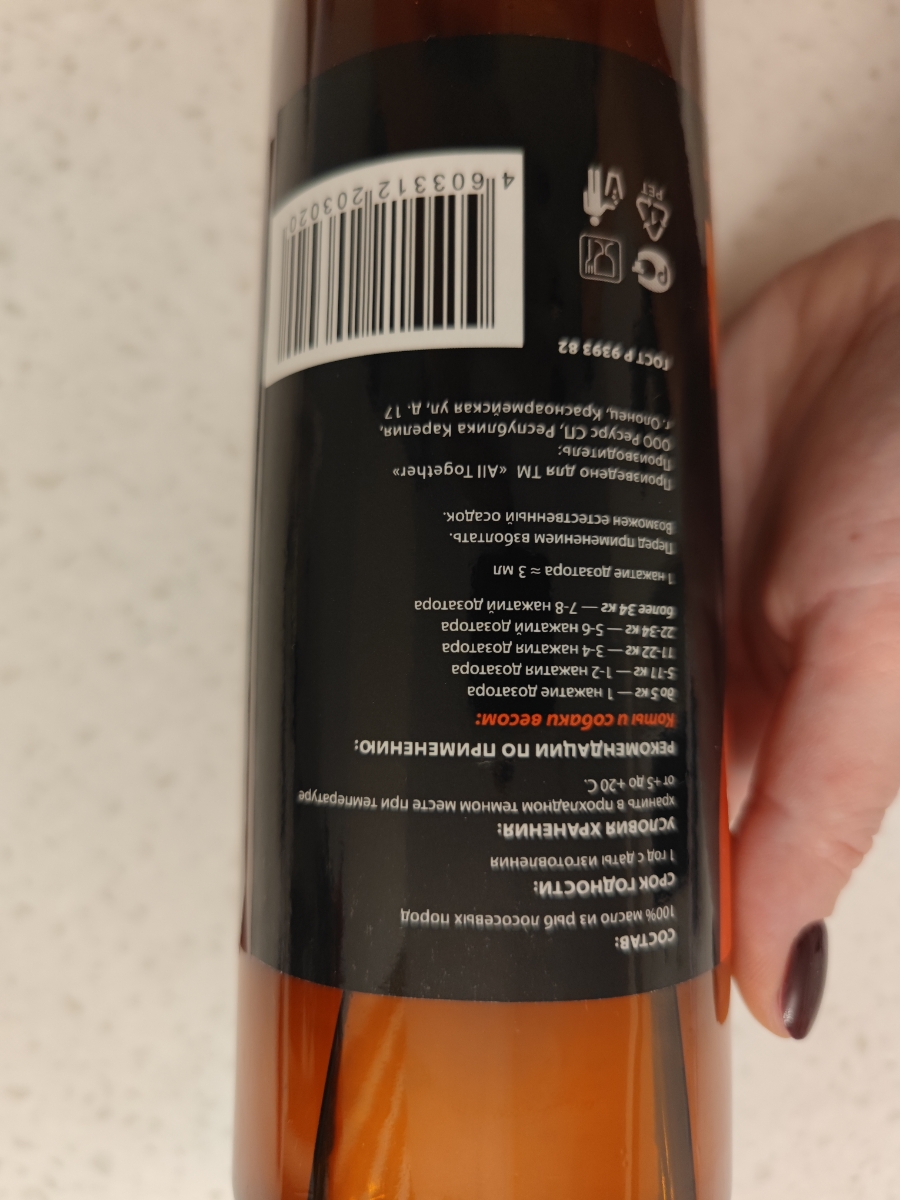 СОСТАВ:
100% масло из рыб лососевых пород
СРОК ГОДНОСТИ:
1 год с даты изготовления
УСЛОВИЯ ХРАНЕНИЯ:
хранить в прохладном темном месте при температуре
от +5 до +20 С.
РЕКОМЕНДАЦИИ ПО ПРИМЕНЕНИЮ:
Коты и собаки весом:
до 5 кг — 1 нажатие дозатора
5-11 кг — 1-2 нажатия дозатора
11-22 кг — 3-4 нажатия дозатора
22-34 кг — 5-6 нажатий дозатора
более 34 кг — 7-8 нажатий дозатора
1 нажатие дозатора ≈ 3 мл
Перед применением взболтать.
Возможен естественный осадок.
Произведено для ТМ «All Together»
Производитель:
ООО Ресурс СП, Республика Карелия,
г. Олонец, Красноармейская ул, д. 17
ГОСТ Р 9393 82
PET
4 603312 203020